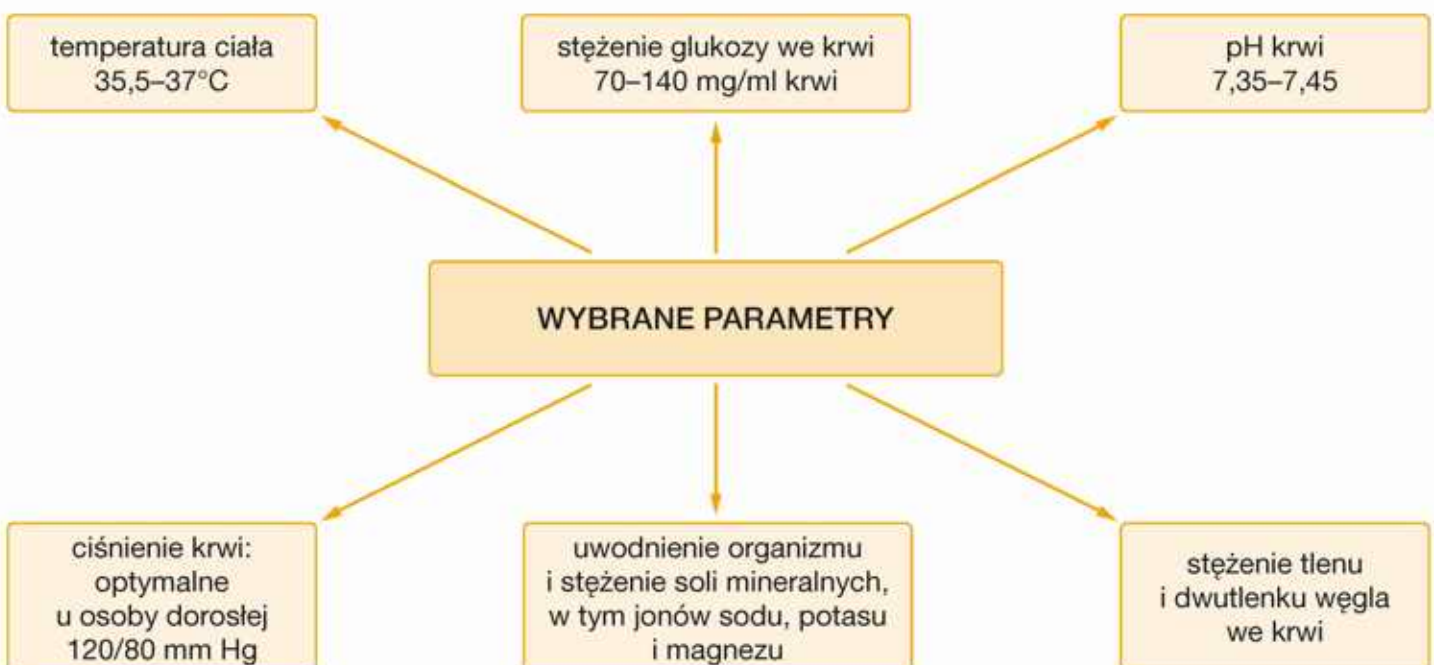 temperatura ciała
35,5–37°C
stężenie glukozy we krwi
70–140 mg/ml krwi
pH krwi
7,35–7,45
WYBRANE PARAMETRY
ciśnienie krwi:
optymalne
u osoby dorosłej
120/80 mm Hg
uwodnienie organizmu
i stężenie soli mineralnych,
w tym jonów sodu, potasu
i magnezu
stężenie tlenu
i dwutlenku węgla
we krwi